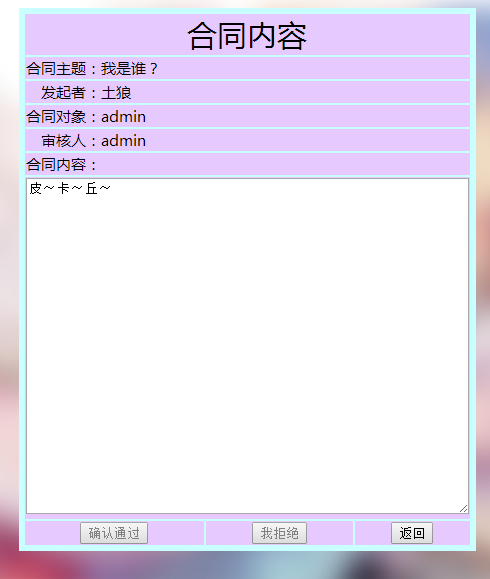 合同内容
合同主题：我是谁？
发起者：土狼
合同对象：admin
审核人：admin
合同内容：
皮～卡～丘～
确认通过 我拒绝 返回